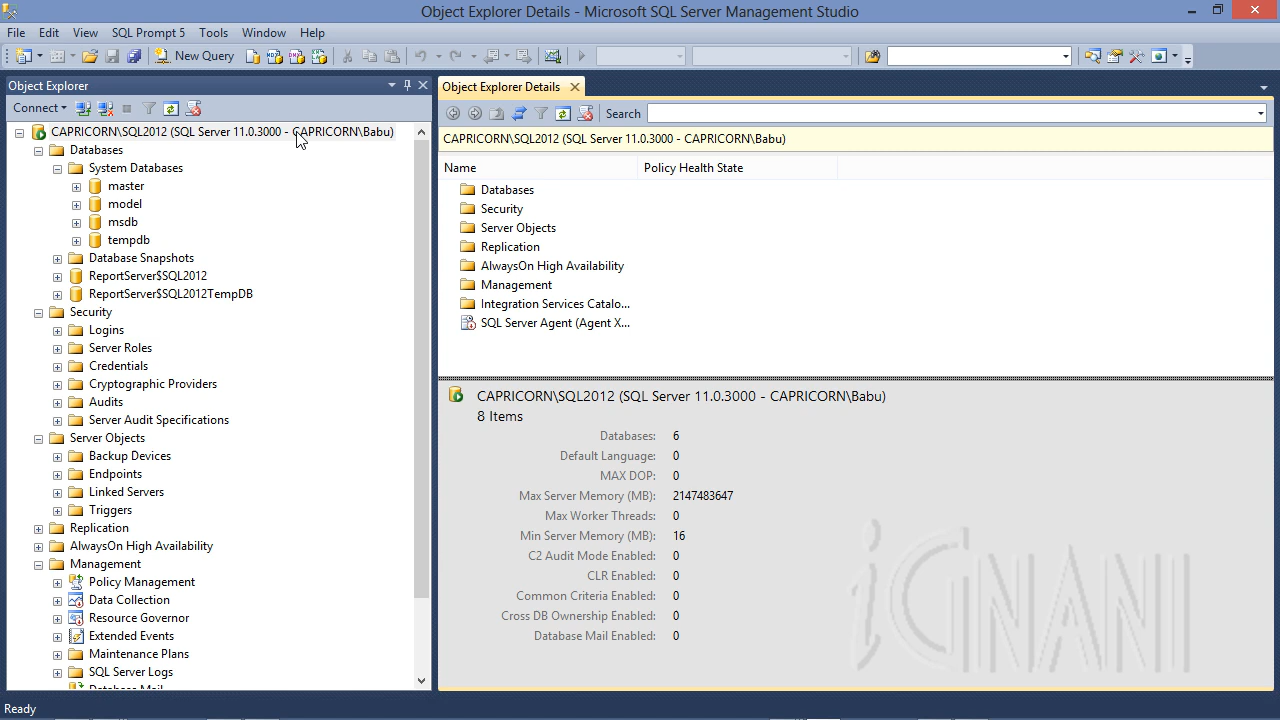 Object Explorer Details - Microsoft SQL Server Management Studio
File Edit View SQL Prompt 5 Tools Window Help
New Query
Object Explorer
Connect
CAPRICORN\SQL2012 (SQL Server 11.0.3000 - CAPRICORN\Babu)
Databases
System Databases
master
model
msdb
tempdb
Database Snapshots
ReportServer$SQL2012
ReportServer$SQL2012TempDB
Security
Logins
Server Roles
Credentials
Cryptographic Providers
Audits
Server Audit Specifications
Server Objects
Backup Devices
Endpoints
Linked Servers
Triggers
Replication
AlwaysOn High Availability
Management
Policy Management
Data Collection
Resource Governor
Extended Events
Maintenance Plans
SQL Server Logs
Database Mail
Object Explorer Details
Search
CAPRICORN\SQL2012 (SQL Server 11.0.3000 - CAPRICORN\Babu)
Name Policy Health State
Databases
Security
Server Objects
Replication
AlwaysOn High Availability
Management
Integration Services Catalo...
SQL Server Agent (Agent X...
CAPRICORN\SQL2012 (SQL Server 11.0.3000 - CAPRICORN\Babu)
8 Items
Databases: 6
Default Language: 0
MAX DOP: 0
Max Server Memory (MB): 2147483647
Max Worker Threads: 0
Min Server Memory (MB): 16
C2 Audit Mode Enabled: 0
CLR Enabled: 0
Common Criteria Enabled: 0
Cross DB Ownership Enabled: 0
Database Mail Enabled: 0
iGNANI
Ready